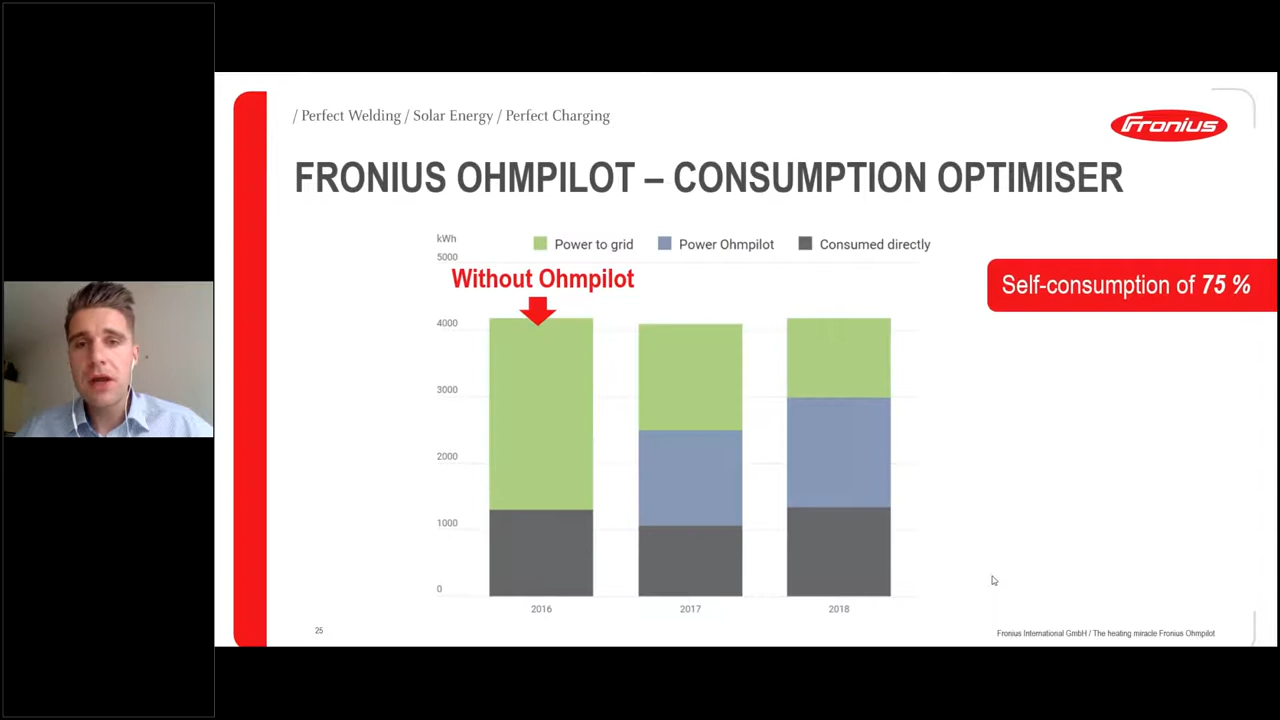 / Perfect Welding / Solar Energy / Perfect Charging
Fronius
FRONIUS OHMPILOT – CONSUMPTION OPTIMISER
kWh
Power to grid
Power Ohmpilot
Consumed directly
5000
Without Ohmpilot
Self-consumption of 75 %
4000
3000
2000
1000
0
2016
2017
2018
25
Fronius International GmbH / The heating miracle Fronius Ohmpilot